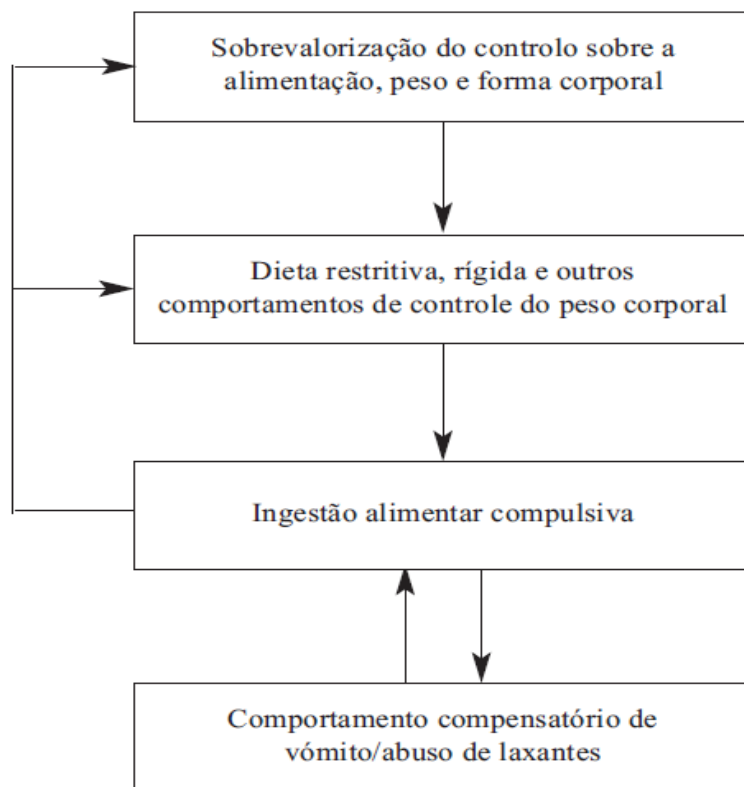 Sobrevalorização do controlo sobre a
alimentação, peso e forma corporal
Dieta restritiva, rígida e outros
comportamentos de controle do peso corporal
Ingestão alimentar compulsiva
Comportamento compensatório de
vómito/abuso de laxantes